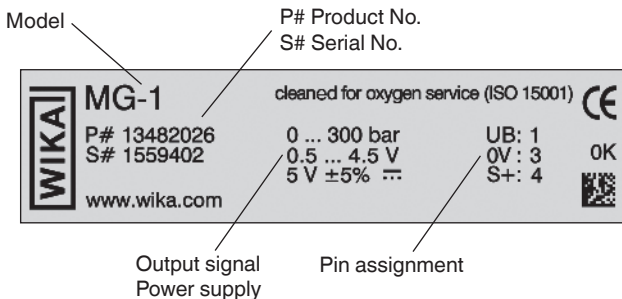 Model
P# Product No.
S# Serial No.
WIKA
MG-1
cleaned for oxygen service (ISO 15001)
CE
P# 13482026
S# 1559402
0 ... 300 bar
0.5 ... 4.5 V
5 V ±5% ⎓
UB: 1
0V : 3
S+: 4
0K
www.wika.com
Output signal
Power supply
Pin assignment